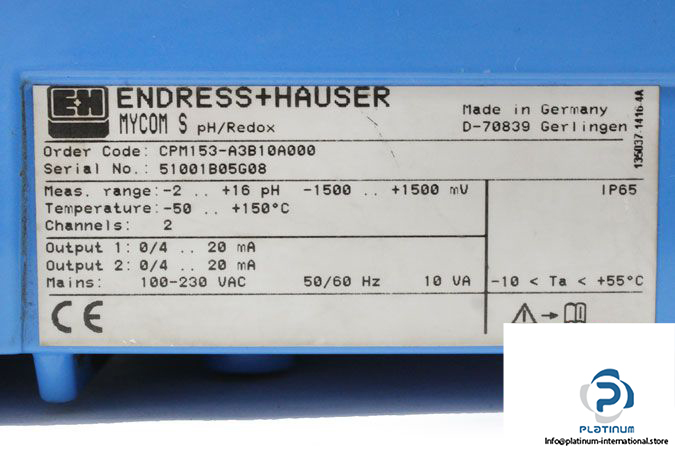 E+H
ENDRESS+HAUSER
MYCOM S pH/Redox
Made in Germany
D-70839 Gerlingen
135037-1416-4A
Order Code: CPM153-A3B10A000
Serial No.: 51001B05G08
Meas. range: -2 .. +16 pH -1500 .. +1500 mV
IP65
Temperature: -50 .. +150°C
Channels: 2
Output 1: 0/4 .. 20 mA
Output 2: 0/4 .. 20 mA
Mains: 100-230 VAC 50/60 Hz 10 VA
-10 < Ta < +55°C
CE
PLATINUM
Info@platinum-international.store